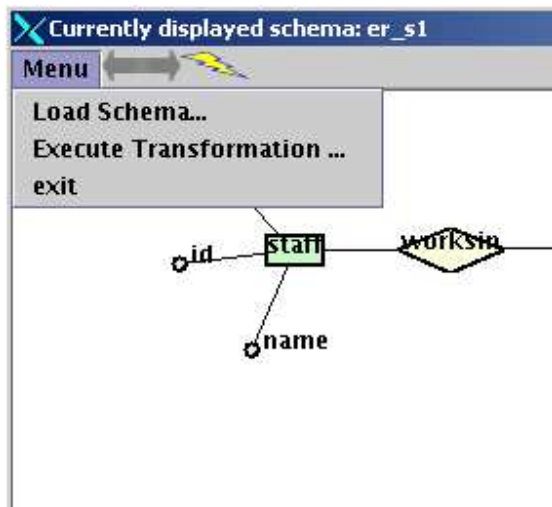 Currently displayed schema: er_s1
Menu
Load Schema...
Execute Transformation ...
exit
staff
worksin
id
name